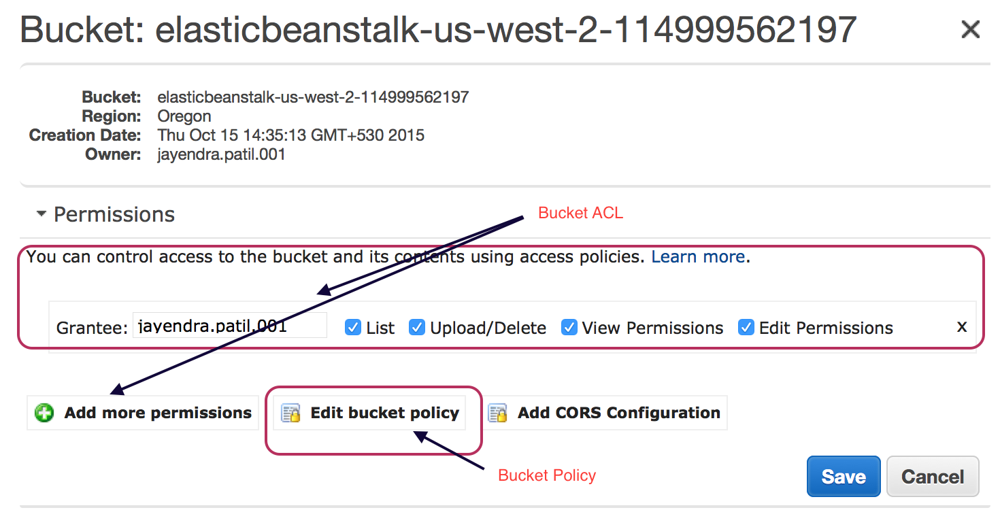 Bucket: elasticbeanstalk-us-west-2-114999562197
Bucket: elasticbeanstalk-us-west-2-114999562197
Region: Oregon
Creation Date: Thu Oct 15 14:35:13 GMT+530 2015
Owner: jayendra.patil.001
Permissions
Bucket ACL
You can control access to the bucket and its contents using access policies. Learn more.
Grantee: jayendra.patil.001 List Upload/Delete View Permissions Edit Permissions x
Add more permissions Edit bucket policy Add CORS Configuration
Bucket Policy
Save Cancel